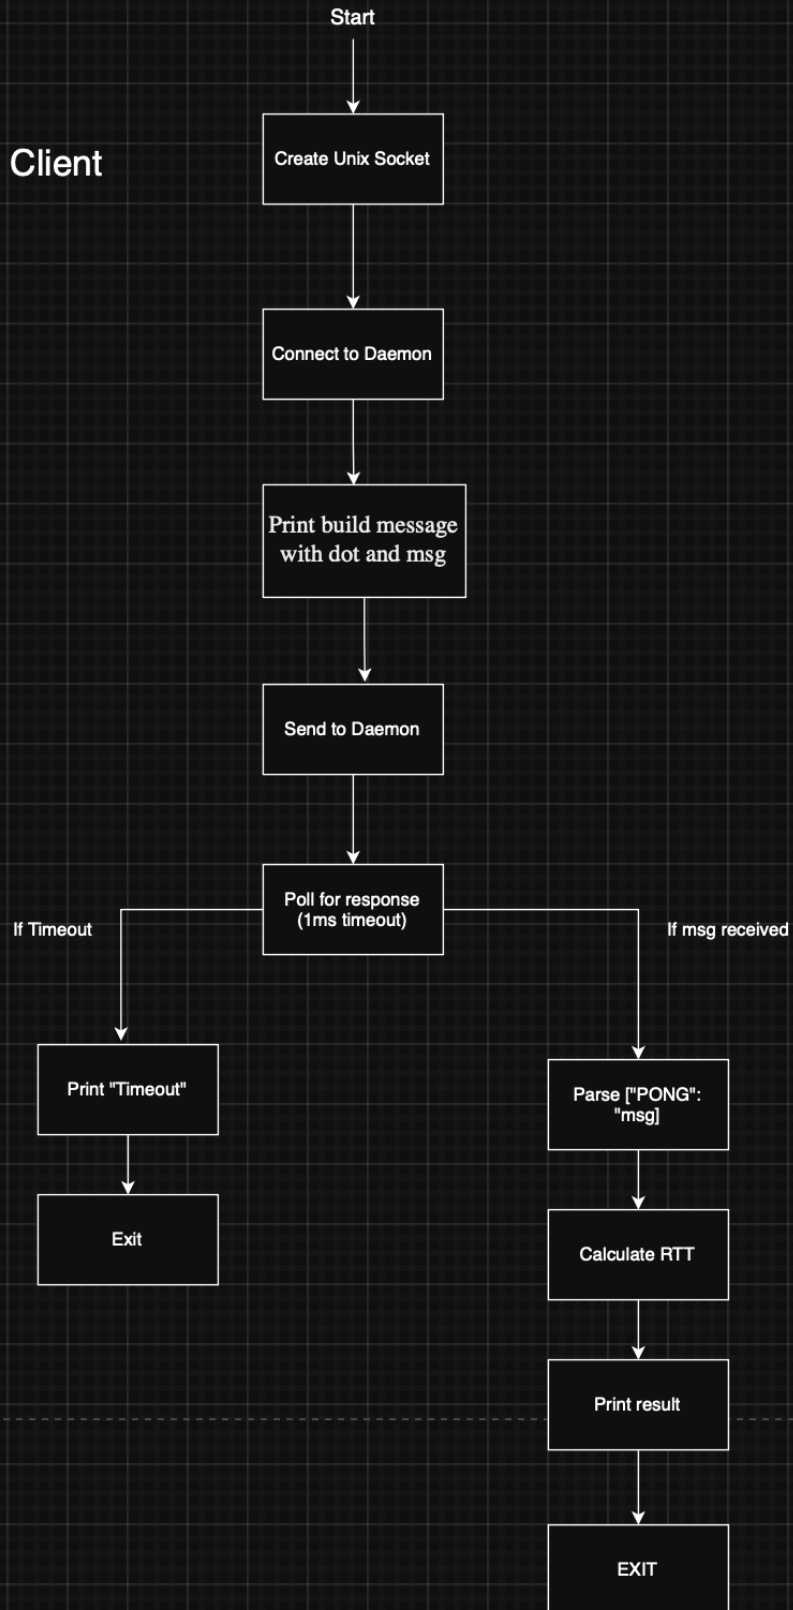 Start
Client
Create Unix Socket
Connect to Daemon
Print build message
with dot and msg
Send to Daemon
Poll for response
(1ms timeout)
If Timeout
If msg received
Print "Timeout"
Parse ["PONG":
"msg]
Exit
Calculate RTT
Print result
EXIT